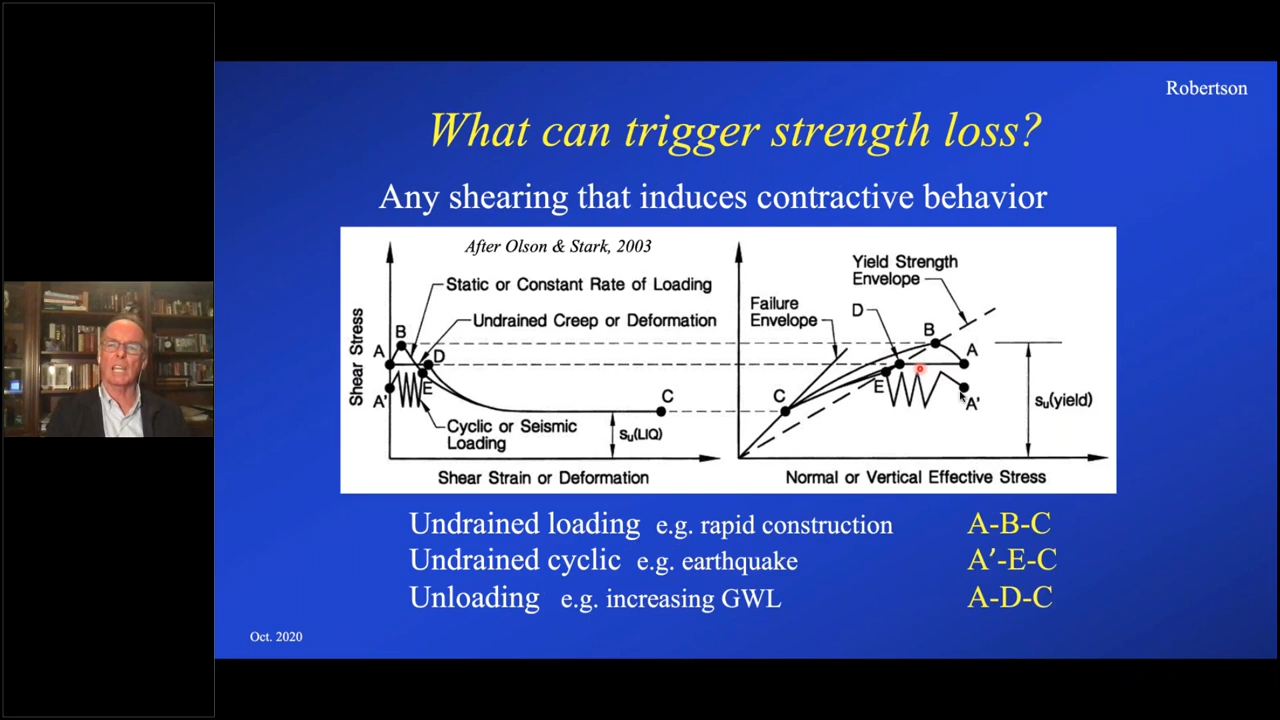 Robertson
What can trigger strength loss?
Any shearing that induces contractive behavior
After Olson & Stark, 2003
Static or Constant Rate of Loading
Undrained Creep or Deformation
Shear Stress
A
B
D
E
A'
C
Cyclic or Seismic
Loading
su(LIQ)
Shear Strain or Deformation
Yield Strength
Envelope
Failure
Envelope
D
B
A
E
A'
C
su(yield)
Normal or Vertical Effective Stress
Undrained loading e.g. rapid construction A-B-C
Undrained cyclic e.g. earthquake A′-E-C
Unloading e.g. increasing GWL A-D-C
Oct. 2020